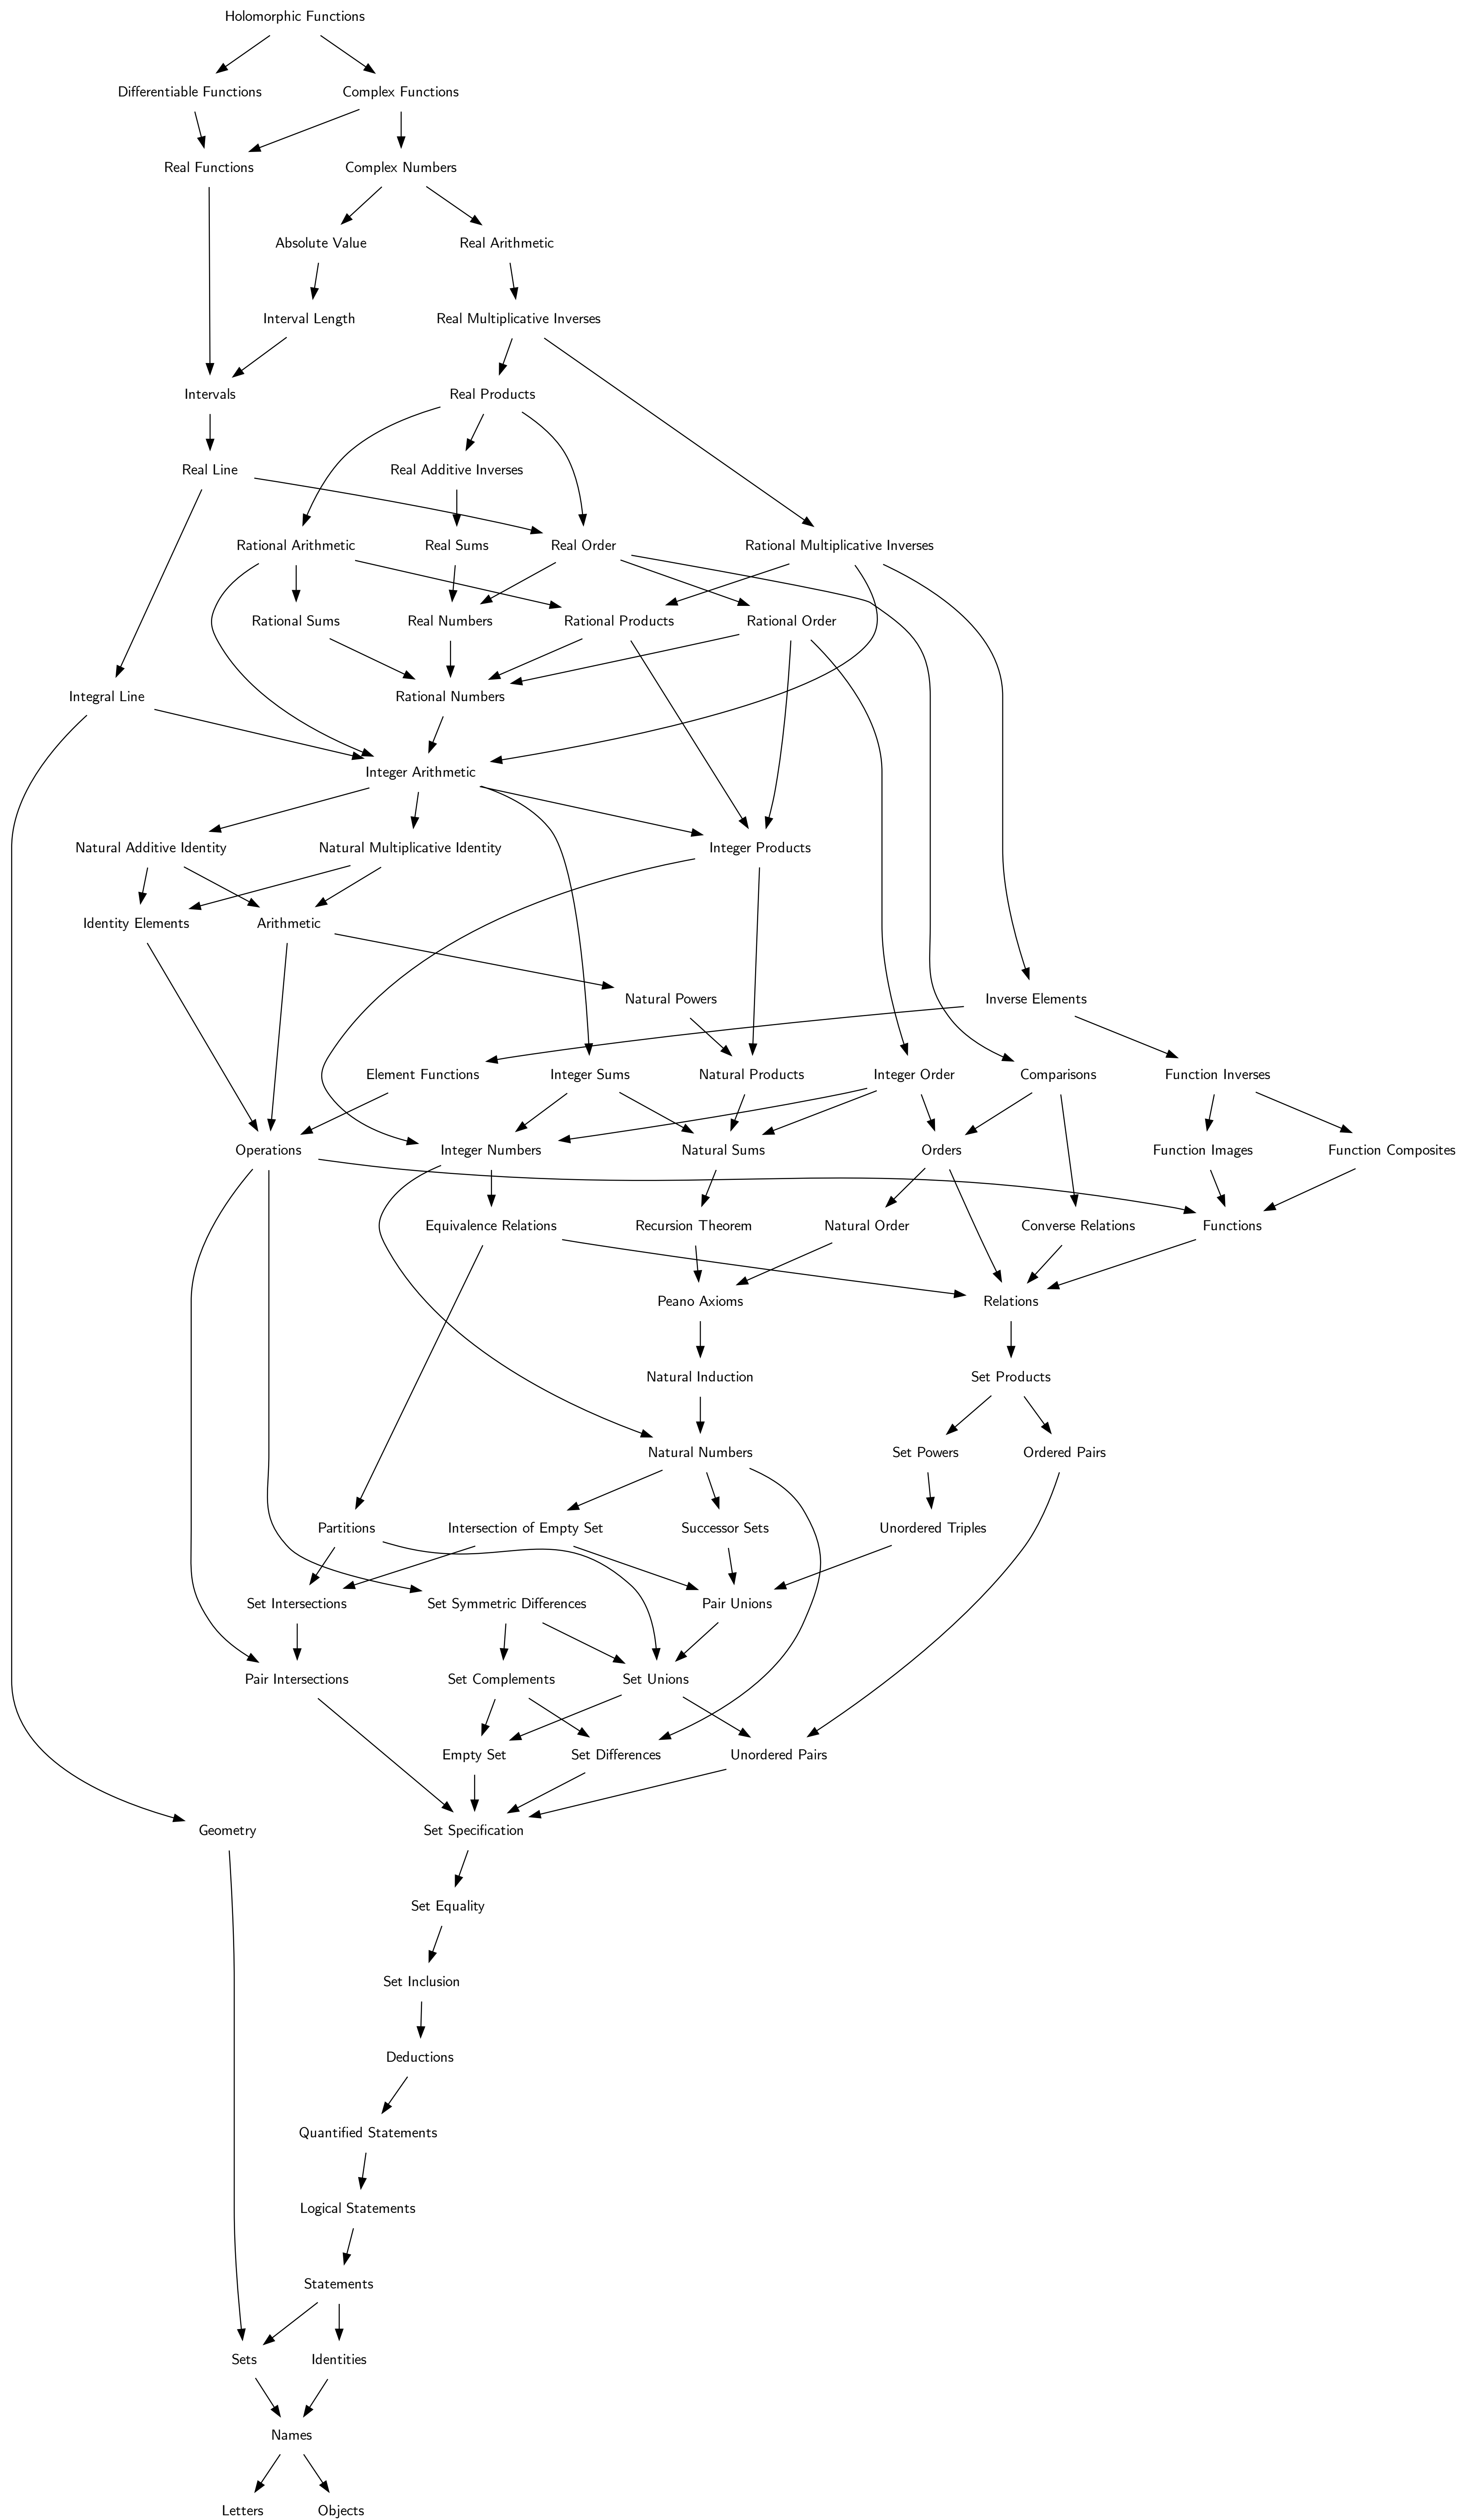 Holomorphic Functions
Differentiable Functions
Complex Functions
Real Functions
Complex Numbers
Absolute Value
Real Arithmetic
Interval Length
Real Multiplicative Inverses
Intervals
Real Products
Real Line
Real Additive Inverses
Rational Arithmetic
Real Sums
Real Order
Rational Multiplicative Inverses
Rational Sums
Real Numbers
Rational Products
Rational Order
Integral Line
Rational Numbers
Integer Arithmetic
Natural Additive Identity
Natural Multiplicative Identity
Integer Products
Identity Elements
Arithmetic
Natural Powers
Inverse Elements
Element Functions
Integer Sums
Natural Products
Integer Order
Comparisons
Function Inverses
Operations
Integer Numbers
Natural Sums
Orders
Function Images
Function Composites
Equivalence Relations
Recursion Theorem
Natural Order
Converse Relations
Functions
Peano Axioms
Relations
Natural Induction
Set Products
Natural Numbers
Set Powers
Ordered Pairs
Partitions
Intersection of Empty Set
Successor Sets
Unordered Triples
Set Intersections
Set Symmetric Differences
Pair Unions
Pair Intersections
Set Complements
Set Unions
Empty Set
Set Differences
Unordered Pairs
Geometry
Set Specification
Set Equality
Set Inclusion
Deductions
Quantified Statements
Logical Statements
Statements
Sets
Identities
Names
Letters
Objects